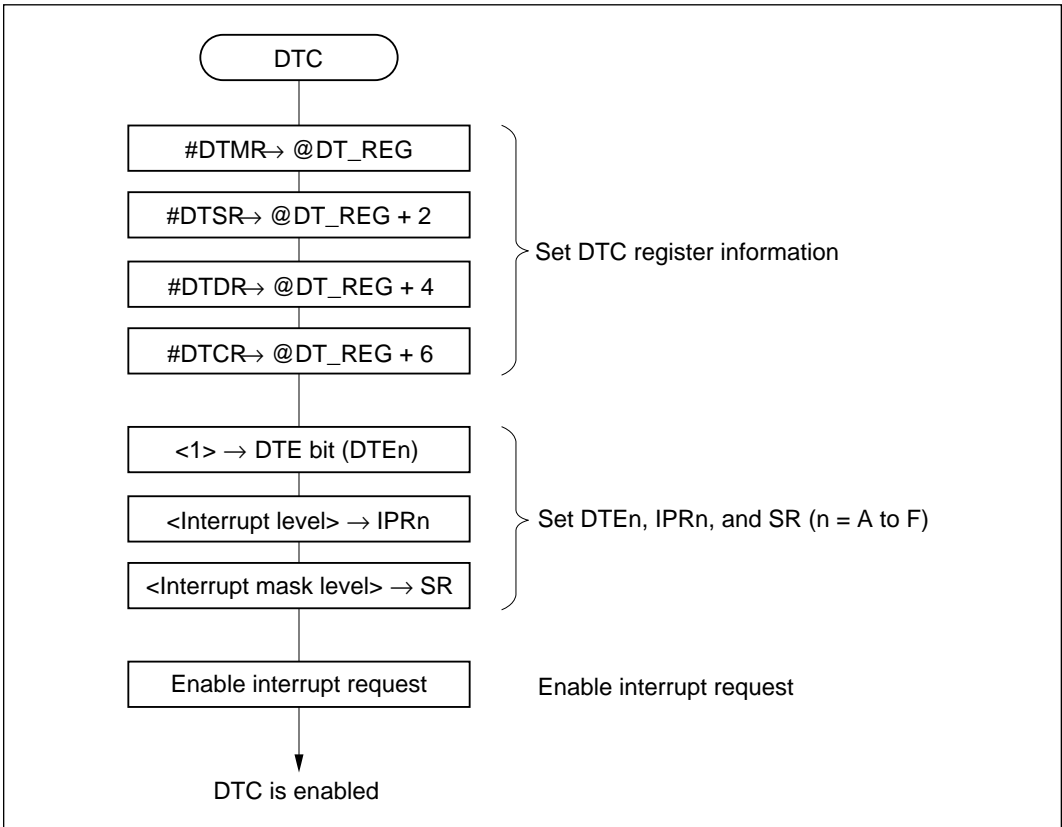 DTC
#DTMR→ @DT_REG
#DTSR→ @DT_REG + 2
#DTDR→ @DT_REG + 4
#DTCR→ @DT_REG + 6
Set DTC register information
<1> → DTE bit (DTEn)
<Interrupt level> → IPRn
<Interrupt mask level> → SR
Set DTEn, IPRn, and SR (n = A to F)
Enable interrupt request
Enable interrupt request
DTC is enabled